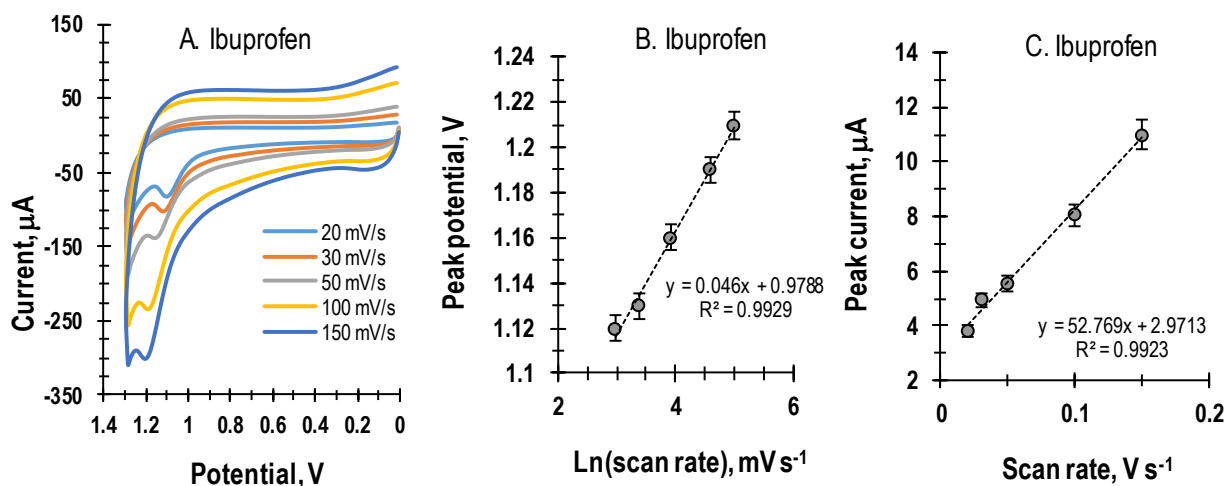 A. Ibuprofen
Current, µA
150
50
-50
-150
-250
-350
1.4 1.2 1 0.8 0.6 0.4 0.2 0
Potential, V
20 mV/s
30 mV/s
50 mV/s
100 mV/s
150 mV/s
B. Ibuprofen
Peak potential, V
1.24
1.22
1.20
1.18
1.16
1.14
1.12
1.1
y = 0.046x + 0.9788
R² = 0.9929
2 4 6
Ln(scan rate), mV s⁻¹
C. Ibuprofen
Peak current, µA
14
12
10
8
6
4
2
y = 52.769x + 2.9713
R² = 0.9923
0 0.1 0.2
Scan rate, V s⁻¹